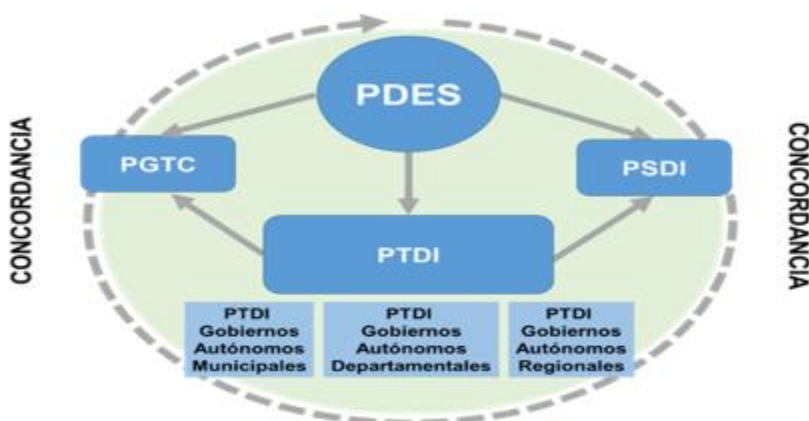 PDES
CONCORDANCIA
PGTC
PSDI
CONCORDANCIA
PTDI
PTDI
Gobiernos
Autónomos
Municipales
PTDI
Gobiernos
Autónomos
Departamentales
PTDI
Gobiernos
Autónomos
Regionales